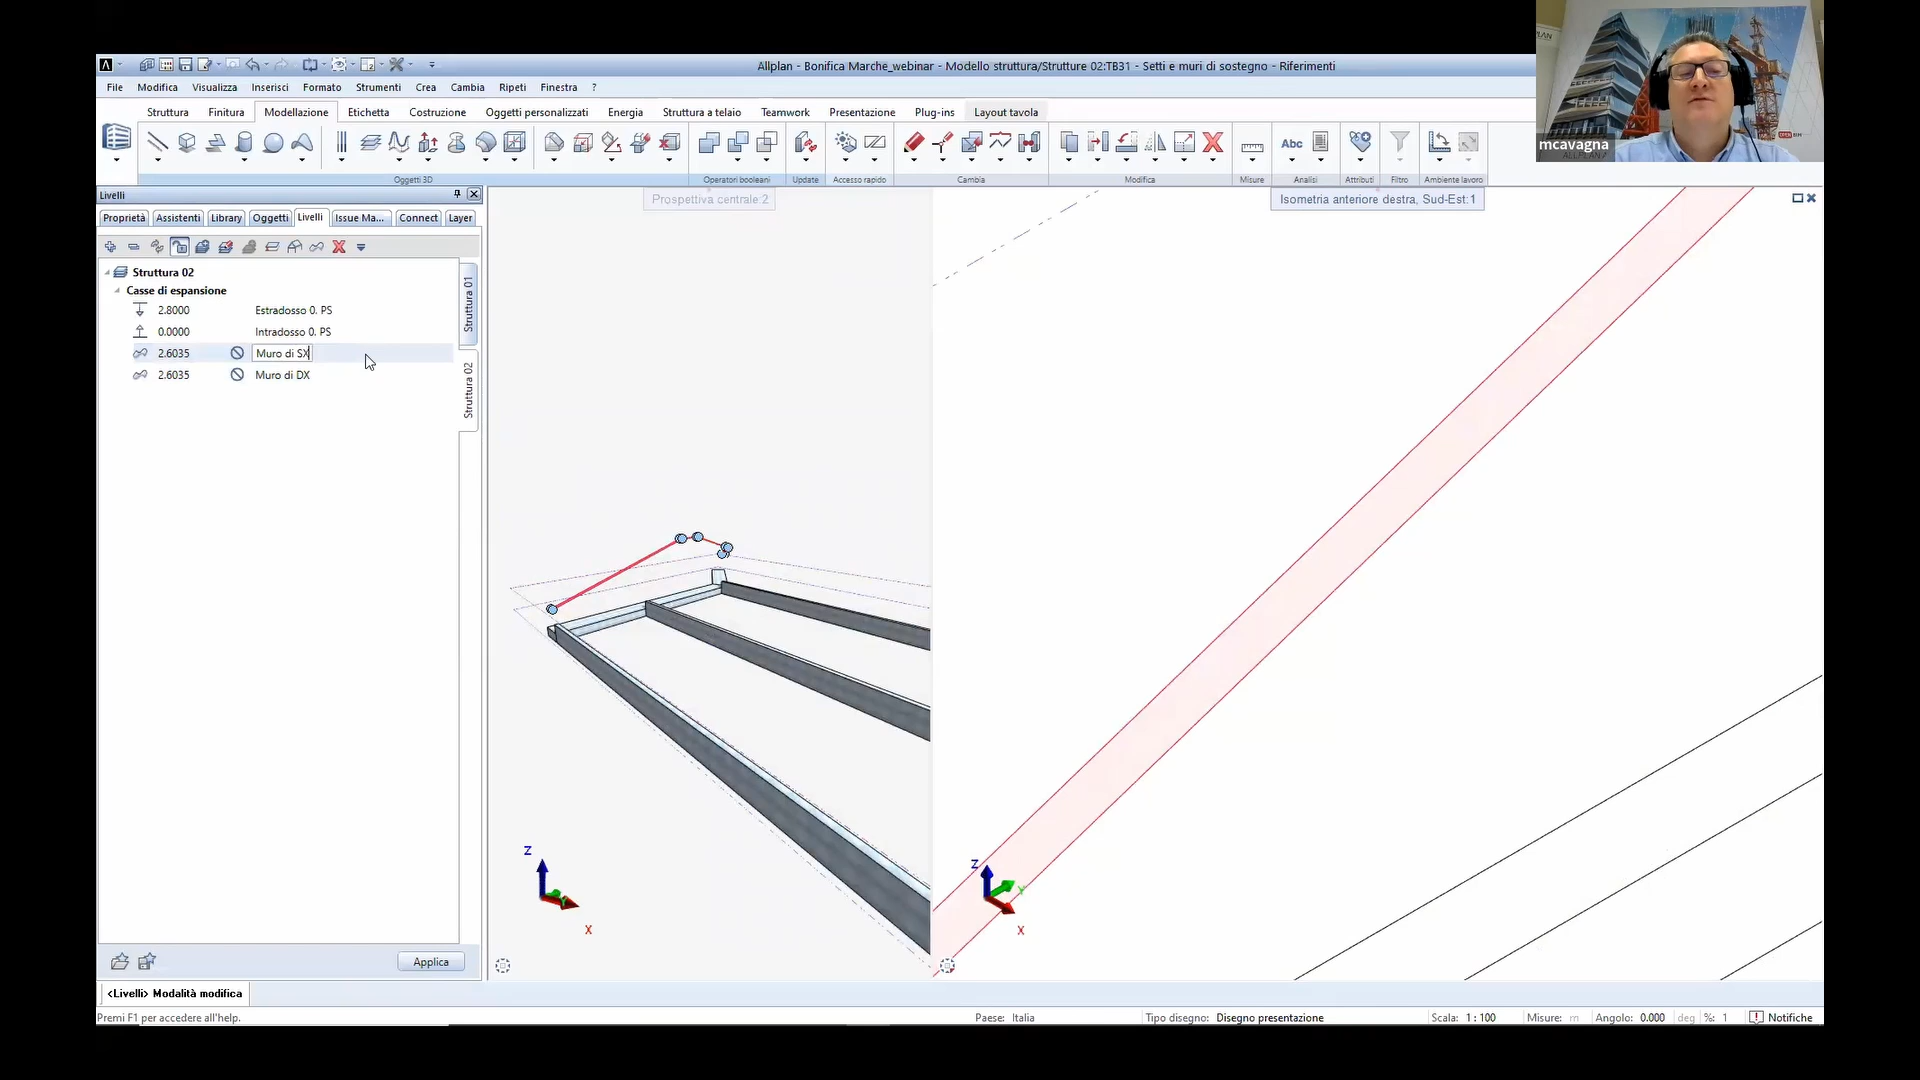 Allplan - Bonifica Marche_webinar - Modello struttura/Strutture 02:TB31 - Setti e muri di sostegno - Riferimenti
File Modifica Visualizza Inserisci Formato Strumenti Crea Cambia Ripeti Finestra ?
Struttura Finitura Modellazione Etichetta Costruzione Oggetti personalizzati Energia Struttura a telaio Teamwork Presentazione Plug-ins Layout tavola
Abc
Oggetti 3D Operatori booleani Update Accesso rapido Cambia Modifica Misure Analisi Attributi Filtro Ambiente lavoro
mcavagna
Livelli
Proprietà Assistenti Library Oggetti Livelli Issue Ma... Connect Layer
Prospettiva centrale:2
Isometria anteriore destra, Sud-Est:1
Struttura 02
Casse di espansione
2.8000 Estradosso 0. PS
0.0000 Intradosso 0. PS
2.6035 Muro di SX
2.6035 Muro di DX
Struttura 01
Struttura 02
Z
X
Z
Y
X
Applica
<Livelli> Modalità modifica
Premi F1 per accedere all'help.
Paese: Italia Tipo disegno: Disegno presentazione Scala: 1 : 100 Misure: m Angolo: 0.000 deg %: 1 Notifiche